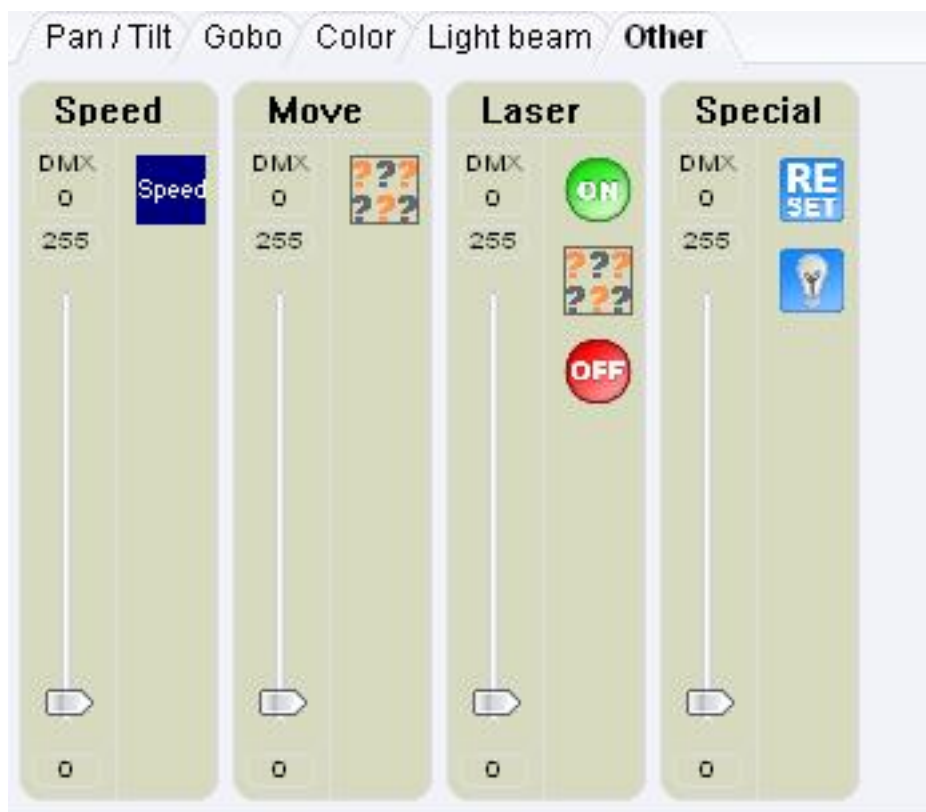 Pan / Tilt Gobo Color Light beam Other
Speed
DMX
0
255
Speed
0
Move
DMX
0
255
???
???
0
Laser
DMX
0
255
ON
???
???
OFF
0
Special
DMX
0
255
RE
SET
0